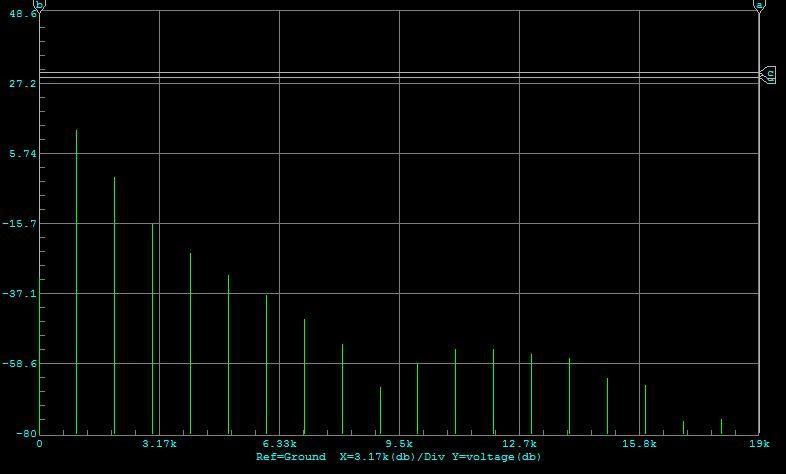 b a
48.6
27.2
5.74
-15.7
-37.1
-58.6
-80
0 3.17k 6.33k 9.5k 12.7k 15.8k 19k
Ref=Ground X=3.17k(db)/Div Y=voltage(db)